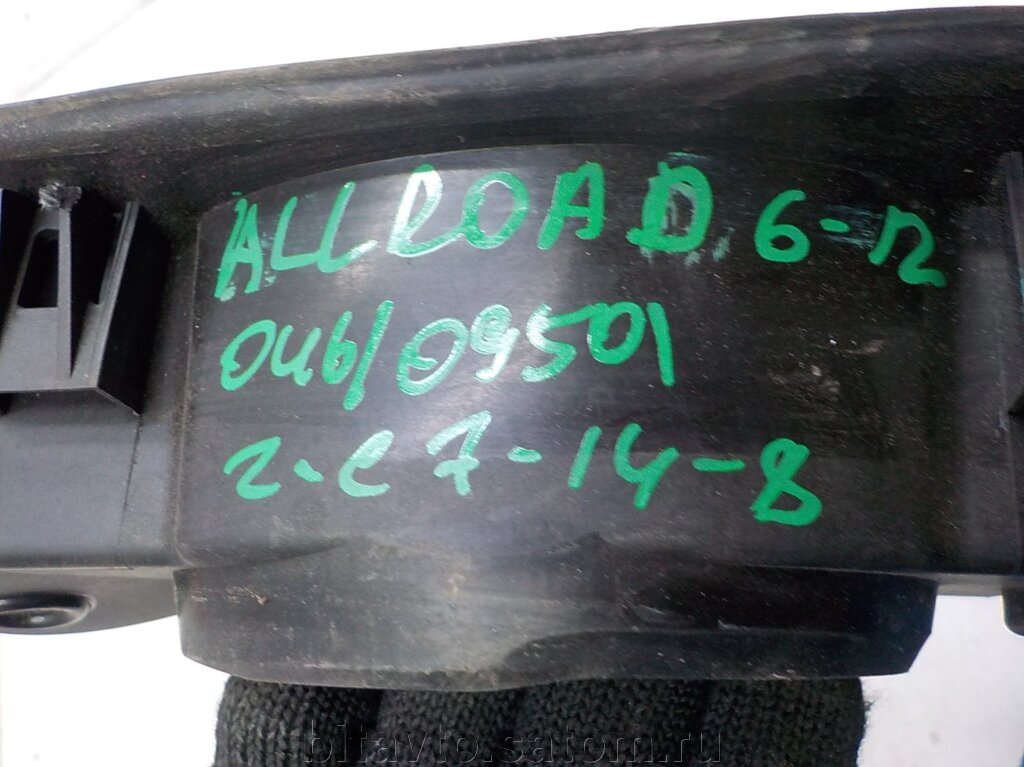 ALLROAD 6-12
046/09501
2-C 7-14-8
bitavto.satom.ru